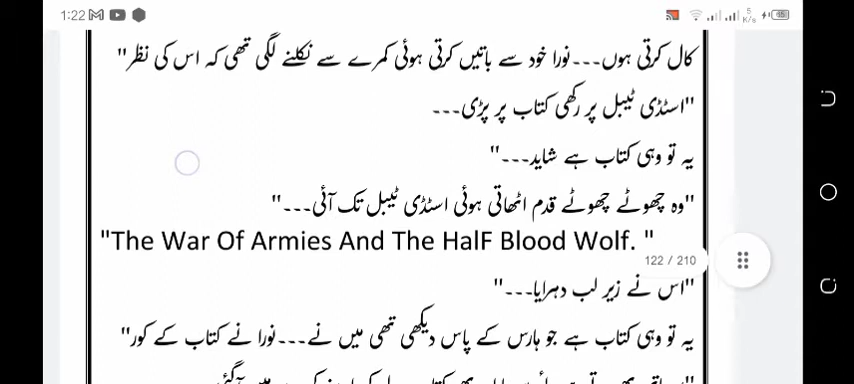 1:22
5 K/s
48
کال کرتی ہوں---نورا خود سے باتیں کرتی ہوئی کمرے سے نکلنے لگی تھی کہ اس کی نظر"
"اسٹڈی ٹیبل پر رکھی کتاب پر پڑی---
یہ تو وہی کتاب ہے شاید---"
"وہ چھوٹے چھوٹے قدم اٹھاتی ہوئی اسٹڈی ٹیبل تک آئی---"
"The War Of Armies And The HalF Blood Wolf. "
122 / 210
"اس نے زیر لب دہرایا---"
یہ تو وہی کتاب ہے جو ہارس کے پاس دیکھی تھی میں نے---نورا نے کتاب کے کور"